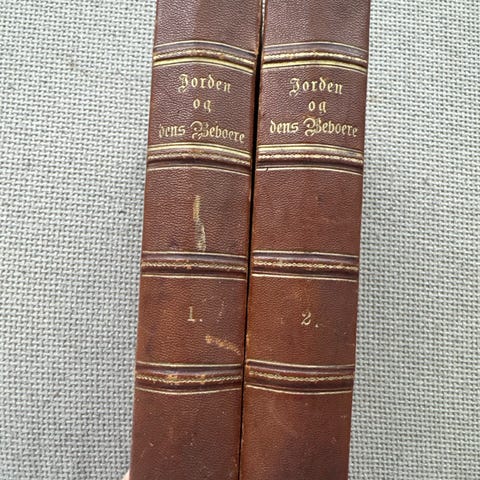 Jorden
og
dens Beboere
1.
Jorden
og
dens Beboere
2.